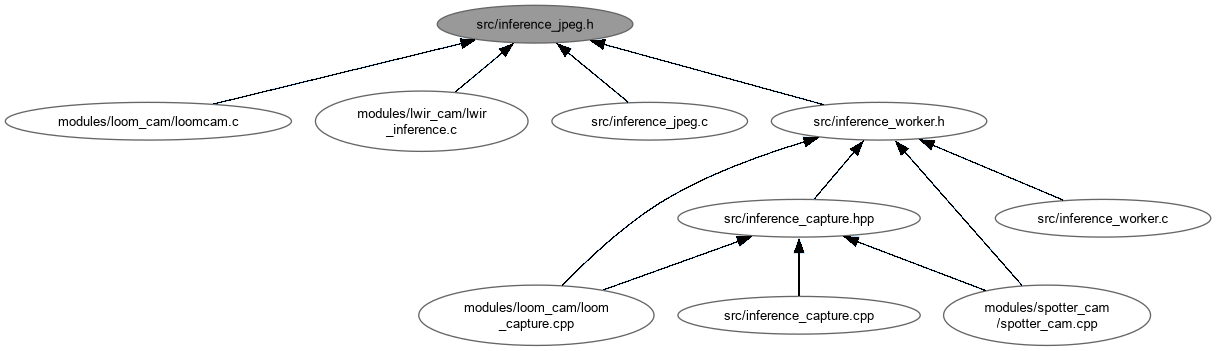 src/inference_jpeg.h
modules/loom_cam/loomcam.c
modules/lwir_cam/lwir
_inference.c
src/inference_jpeg.c
src/inference_worker.h
src/inference_capture.hpp
src/inference_worker.c
modules/loom_cam/loom
_capture.cpp
src/inference_capture.cpp
modules/spotter_cam
/spotter_cam.cpp